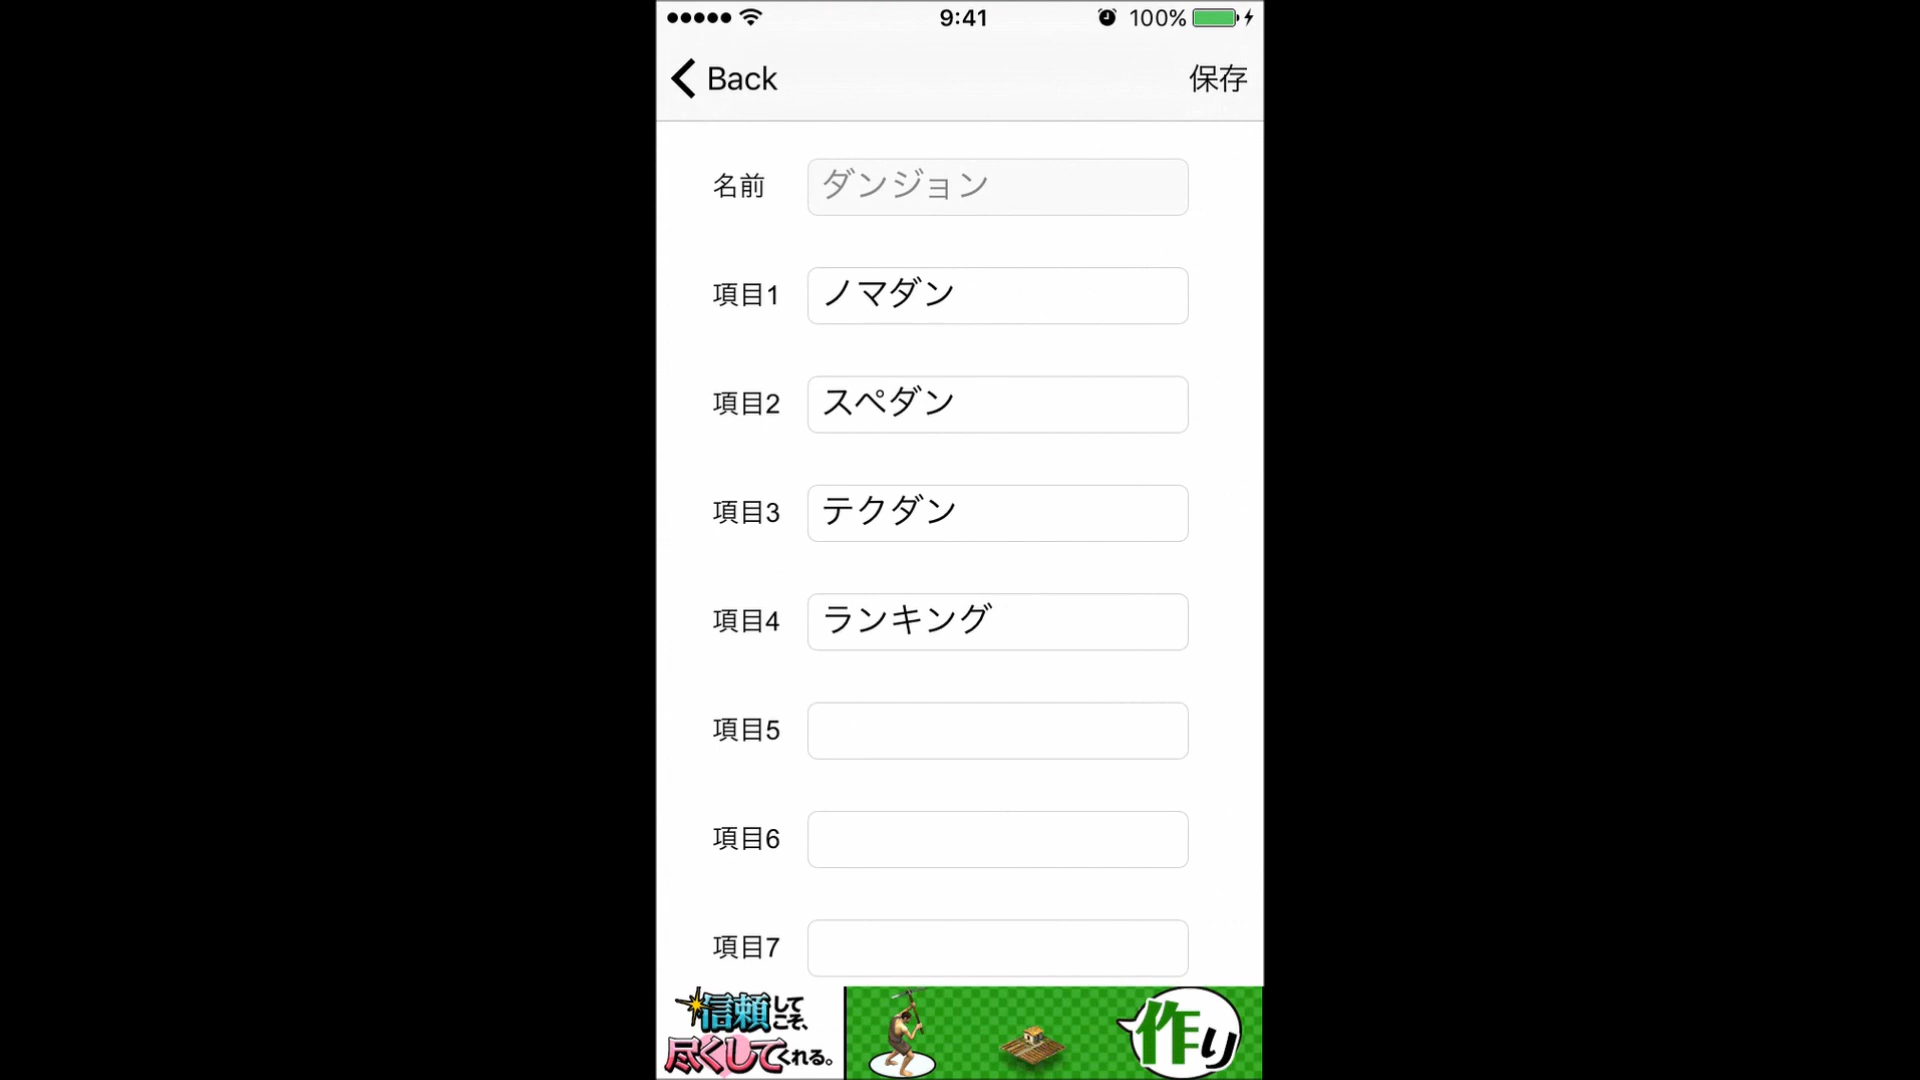 9:41 100%
Back 保存
名前 ダンジョン
項目1 ノマダン
項目2 スペダン
項目3 テクダン
項目4 ランキング
項目5
項目6
項目7
信頼して
こそ、
尽くしてくれる。
作り